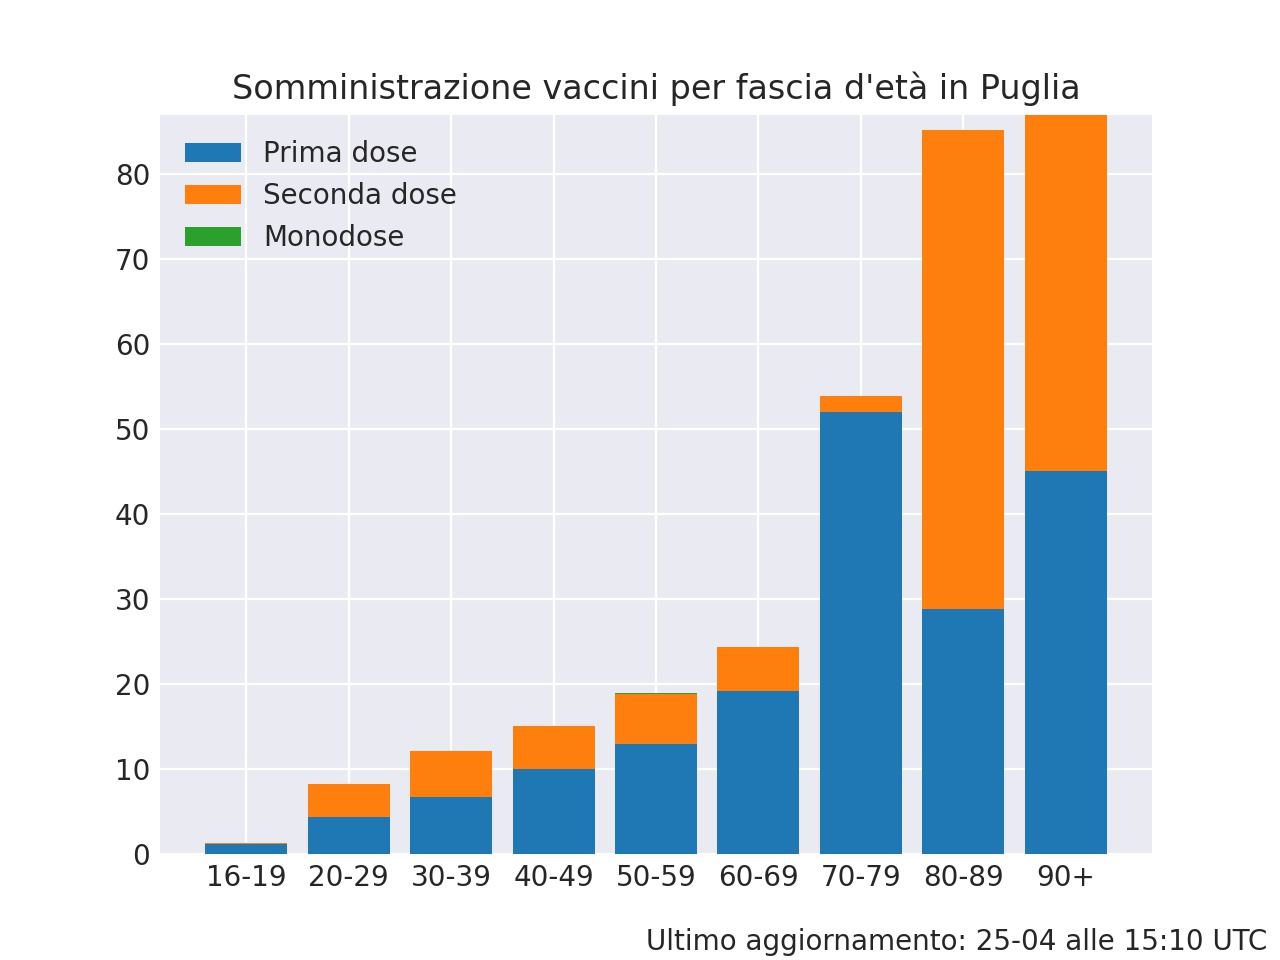 Somministrazione vaccini per fascia d'età in Puglia
Prima dose
Seconda dose
Monodose
80
70
60
50
40
30
20
10
0
16-19 20-29 30-39 40-49 50-59 60-69 70-79 80-89 90+
Ultimo aggiornamento: 25-04 alle 15:10 UTC